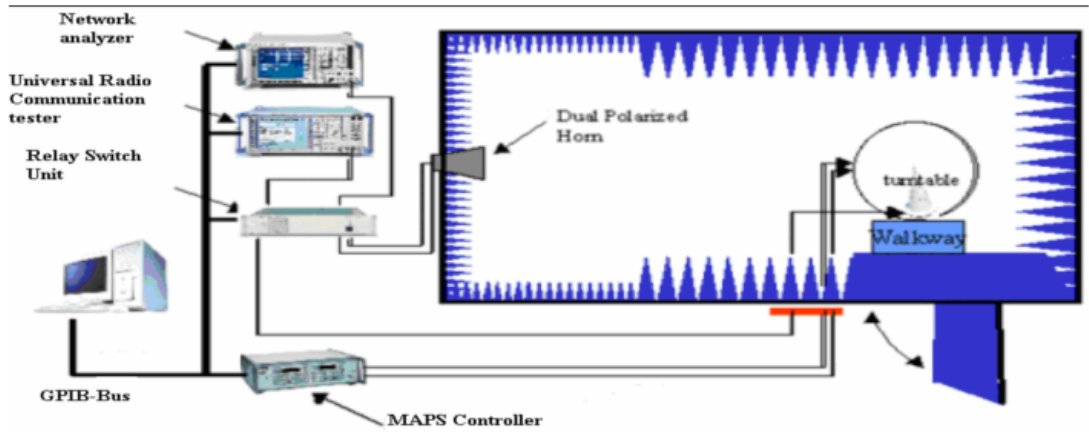 Network
analyzer
Universal Radio
Communication
tester
Relay Switch
Unit
Dual Polarized
Horn
turntable
Walkway
GPIB-Bus
MAPS Controller